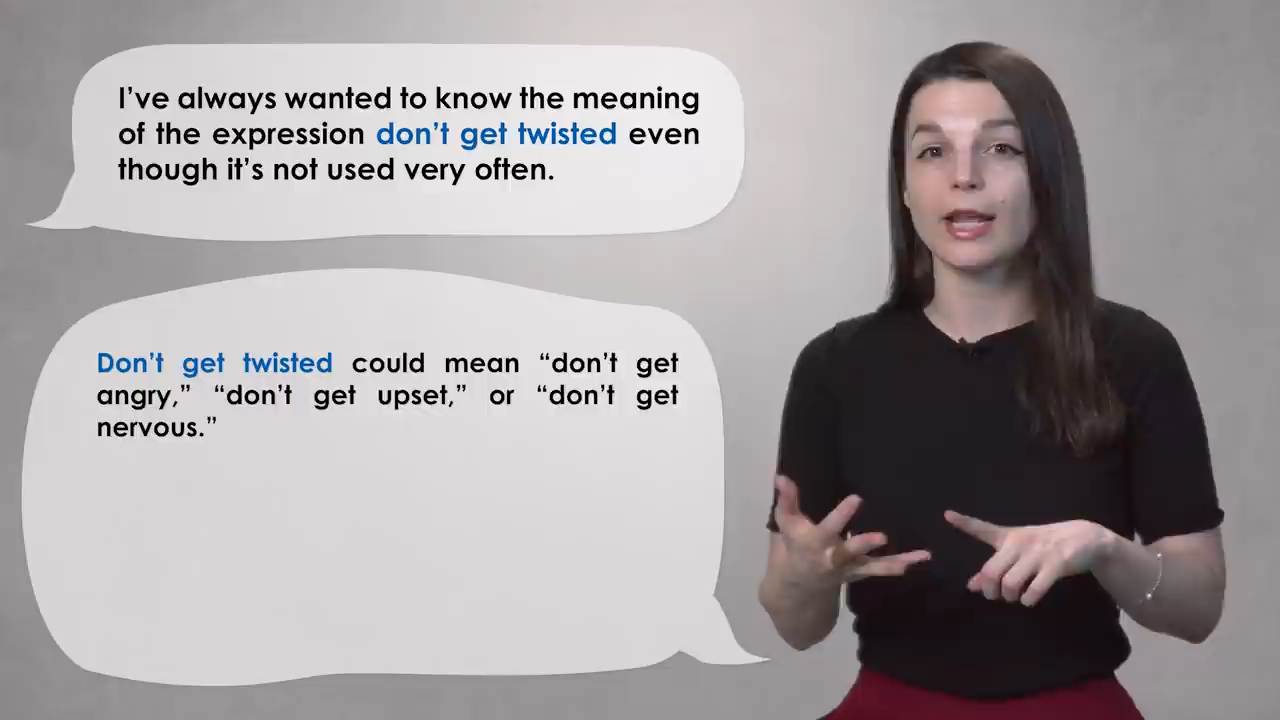 I’ve always wanted to know the meaning
of the expression don’t get twisted even
though it’s not used very often.
Don’t get twisted could mean “don’t get
angry,” “don’t get upset,” or “don’t get
nervous.”